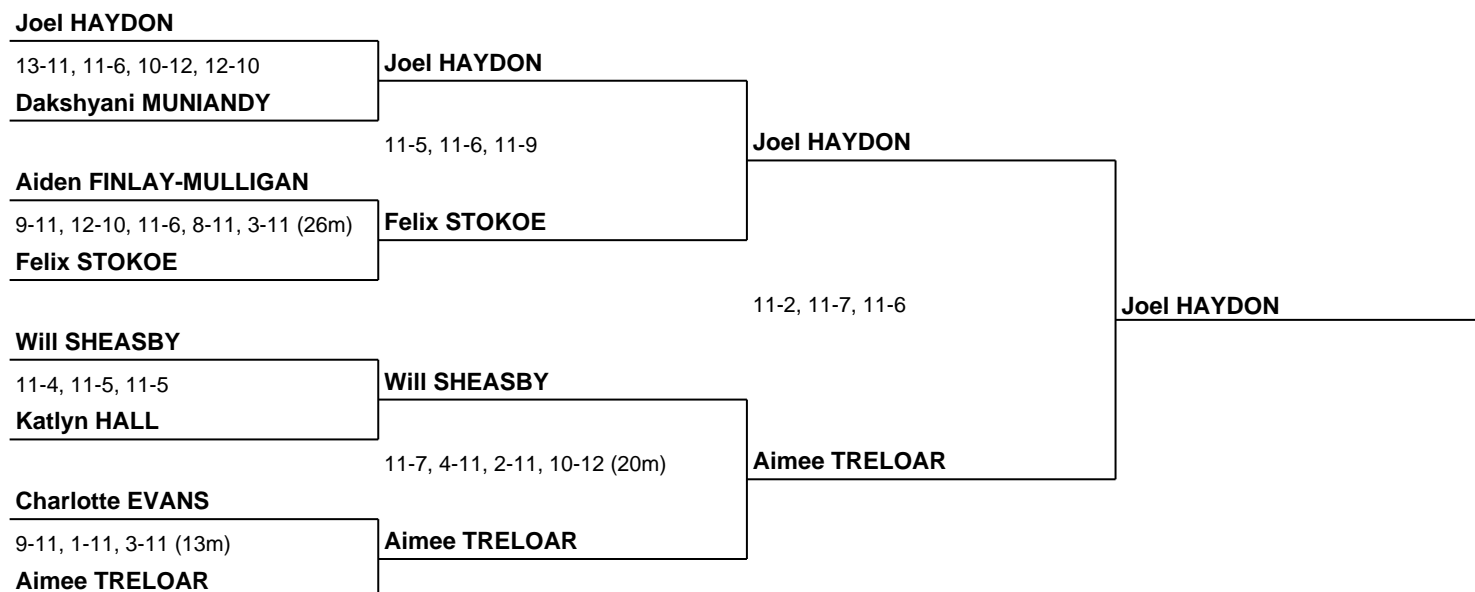 Joel HAYDON
13-11, 11-6, 10-12, 12-10
Joel HAYDON
Dakshyani MUNIANDY
11-5, 11-6, 11-9
Joel HAYDON
Aiden FINLAY-MULLIGAN
9-11, 12-10, 11-6, 8-11, 3-11 (26m)
Felix STOKOE
Felix STOKOE
11-2, 11-7, 11-6
Joel HAYDON
Will SHEASBY
11-4, 11-5, 11-5
Will SHEASBY
Katlyn HALL
11-7, 4-11, 2-11, 10-12 (20m)
Aimee TRELOAR
Charlotte EVANS
9-11, 1-11, 3-11 (13m)
Aimee TRELOAR
Aimee TRELOAR